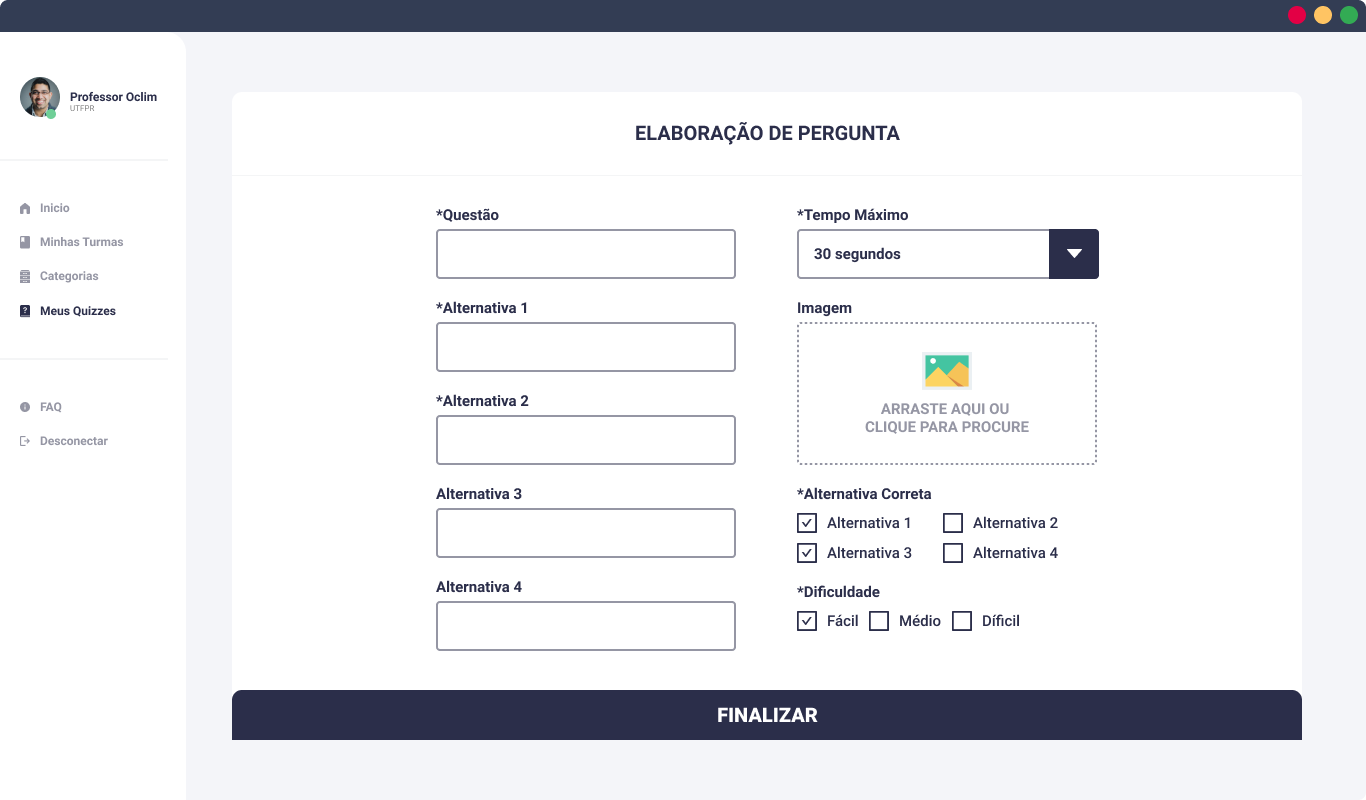 Professor Oclim
UTFPR
Inicio
Minhas Turmas
Categorias
Meus Quizzes
FAQ
Desconectar
ELABORAÇÃO DE PERGUNTA
*Questão
*Alternativa 1
*Alternativa 2
Alternativa 3
Alternativa 4
*Tempo Máximo
30 segundos
Imagem
ARRASTE AQUI OU
CLIQUE PARA PROCURE
*Alternativa Correta
Alternativa 1 Alternativa 2
Alternativa 3 Alternativa 4
*Dificuldade
Fácil Médio Díficil
FINALIZAR